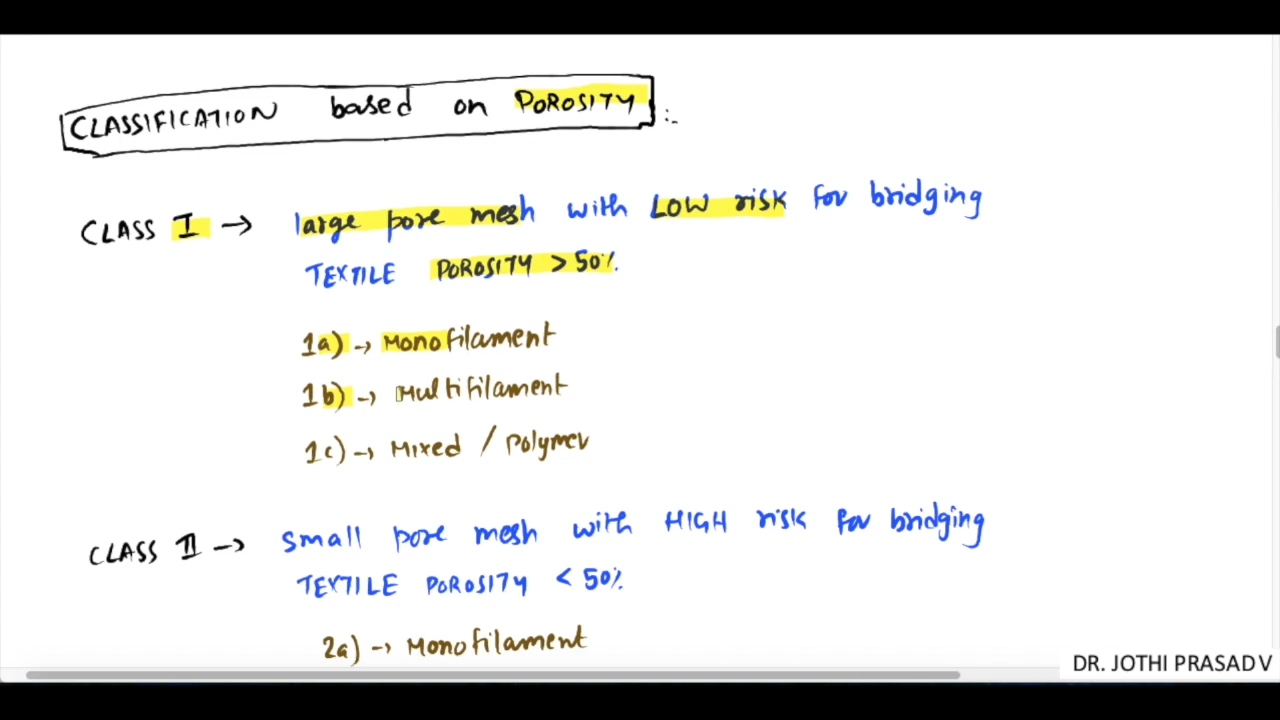 CLASSIFICATION based on POROSITY :-
CLASS I → large pore mesh with LOW risk for bridging
TEXTILE POROSITY > 50%.
1a) → Monofilament
1b) → Multifilament
1c) → Mixed / Polymer
CLASS II → small pore mesh with HIGH risk for bridging
TEXTILE POROSITY < 50%
2a) → Monofilament
DR. JOTHI PRASAD V